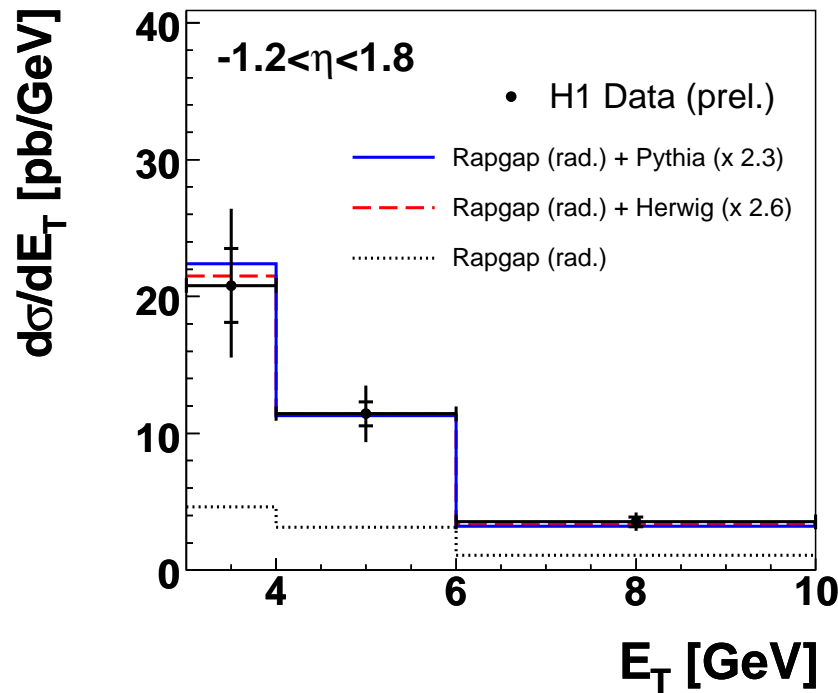 dσ/dE_T [pb/GeV]
40
30
20
10
0
-1.2<η<1.8
H1 Data (prel.)
Rapgap (rad.) + Pythia (x 2.3)
Rapgap (rad.) + Herwig (x 2.6)
Rapgap (rad.)
4 6 8 10
E_T [GeV]